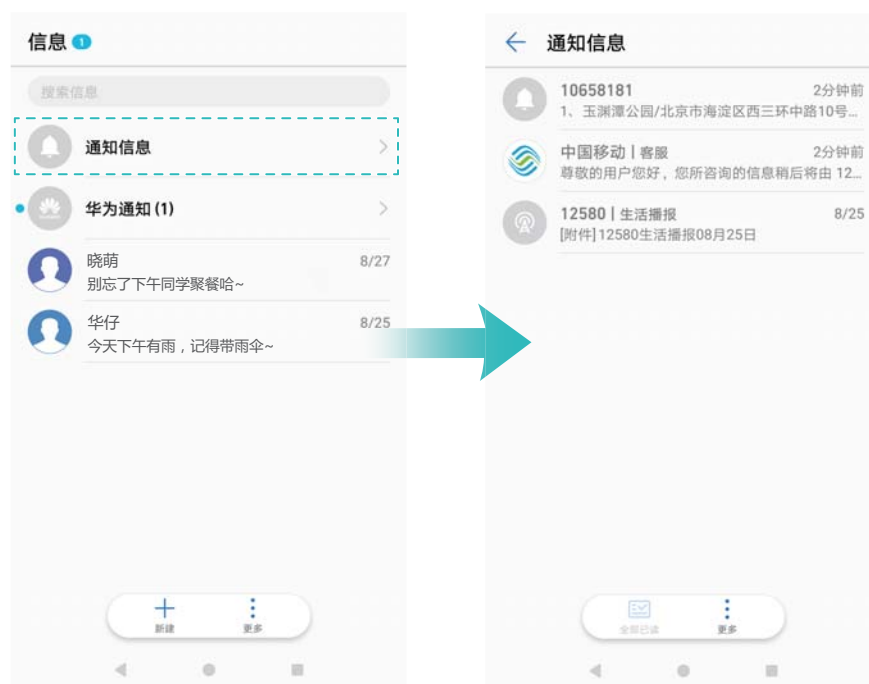 信息 1
搜索信息
通知信息
华为通知 (1)
晓萌 8/27
别忘了下午同学聚餐哈~
华仔 8/25
今天下午有雨，记得带雨伞~
新建 更多
通知信息
10658181 2分钟前
1、玉渊潭公园/北京市海淀区西三环中路10号...
中国移动 | 客服 2分钟前
尊敬的用户您好，您所咨询的信息稍后将由 12...
12580 | 生活播报 8/25
[附件]12580生活播报08月25日
全部已读 更多